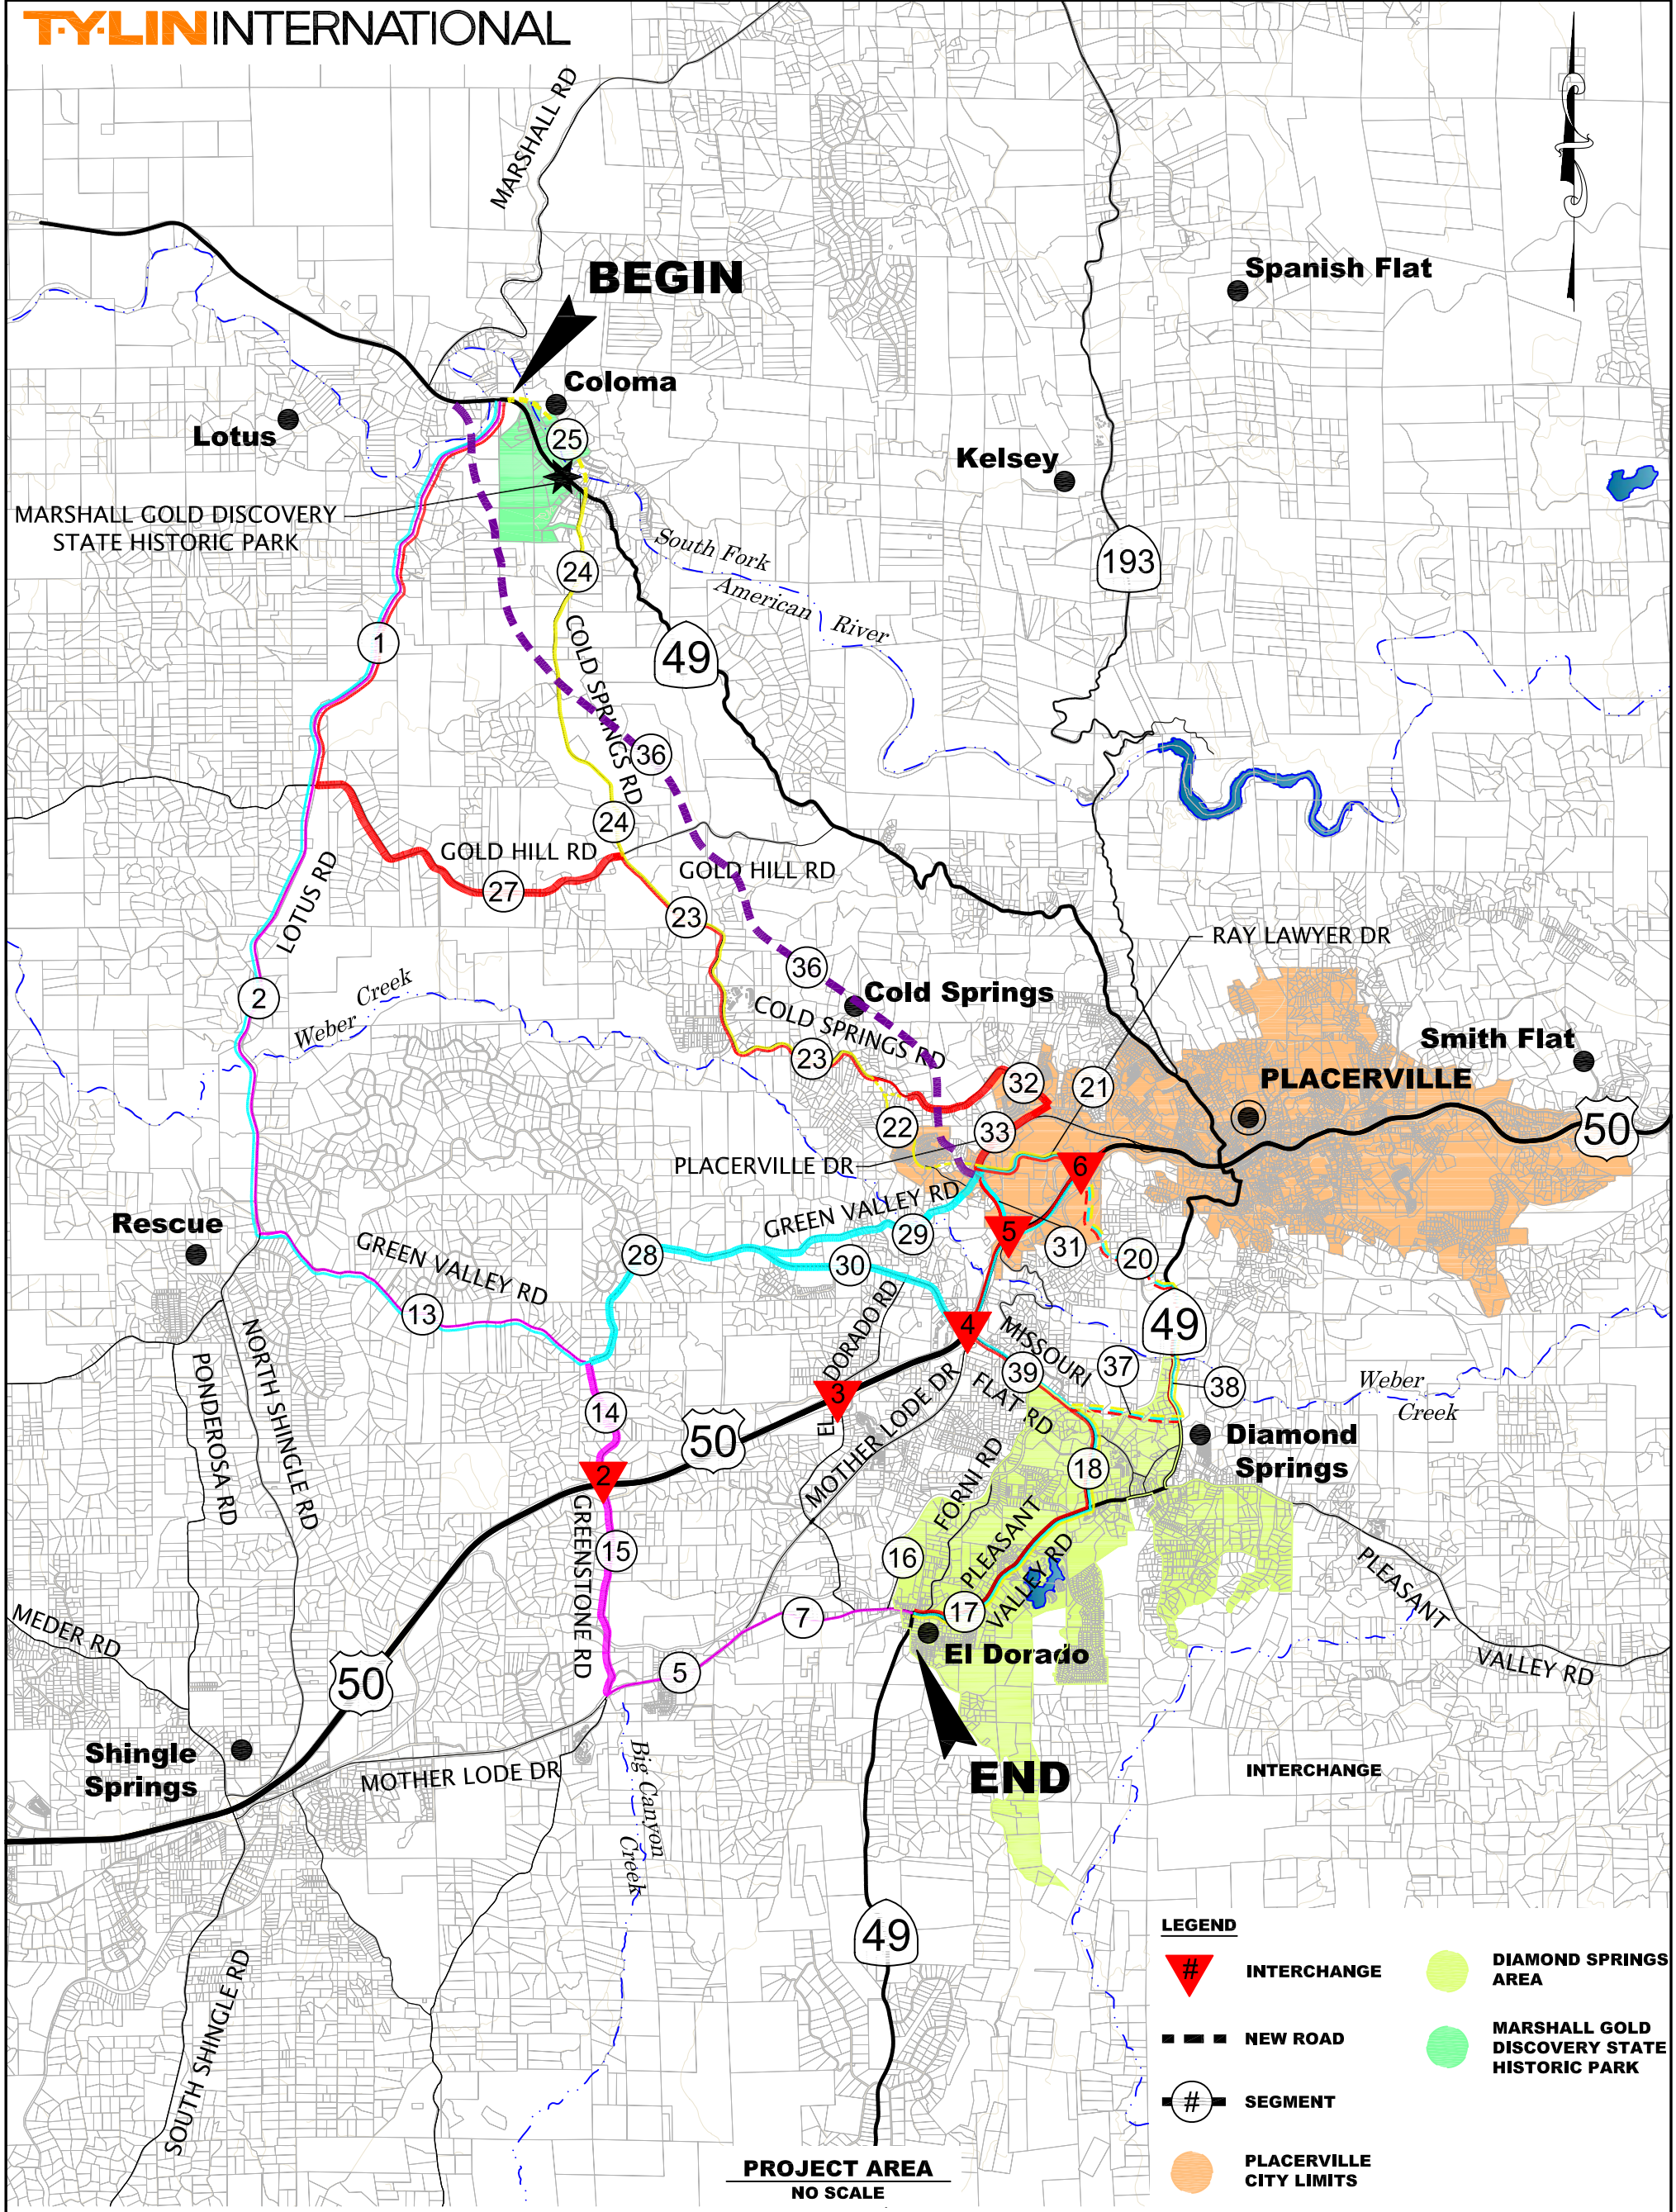 T·Y·LIN INTERNATIONAL
MARSHALL RD
BEGIN
Spanish Flat
Coloma
Lotus
25
Kelsey
MARSHALL GOLD DISCOVERY
STATE HISTORIC PARK
South Fork
American River
193
24
1
COLD SPRINGS RD
49
36
24
GOLD HILL RD
GOLD HILL RD
27
LOTUS RD
23
RAY LAWYER DR
36
2
Cold Springs
Weber Creek
COLD SPRINGS RD
23
Smith Flat
32
21
PLACERVILLE
50
22
33
PLACERVILLE DR
6
GREEN VALLEY RD
Rescue
29
5
31
28
20
GREEN VALLEY RD
30
13
DORADO RD
EL
4
49
MISSOURI
FLAT RD
NORTH SHINGLE RD
PONDEROSA RD
39
37
38
Weber
Creek
3
14
MOTHER LODE DR
50
Diamond
Springs
2
18
FORNI RD
GREENSTONE RD
15
16
PLEASANT
VALLEY RD
PLEASANT
VALLEY RD
MEDER RD
7
17
El Dorado
5
50
Shingle
Springs
MOTHER LODE DR
Big Canyon
Creek
END
INTERCHANGE
49
SOUTH SHINGLE RD
LEGEND
# INTERCHANGE
NEW ROAD
# SEGMENT
PLACERVILLE
CITY LIMITS
DIAMOND SPRINGS
AREA
MARSHALL GOLD
DISCOVERY STATE
HISTORIC PARK
PROJECT AREA
NO SCALE